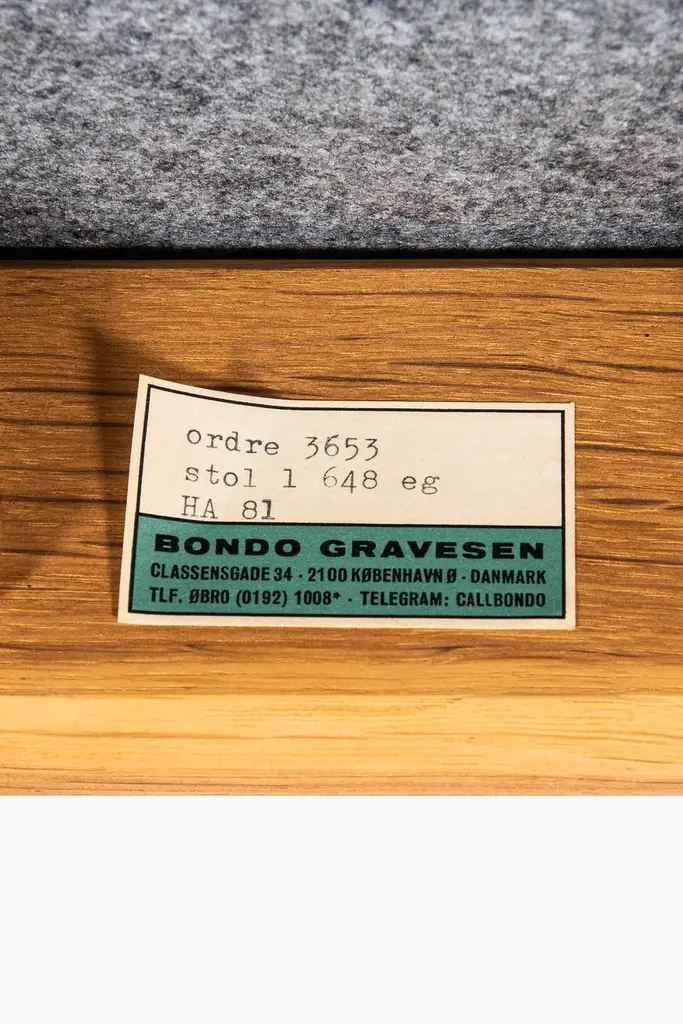 ordre 3653
stol 1 648 eg
HA 81
BONDO GRAVESEN
CLASSENSGADE 34 · 2100 KØBENHAVN Ø · DANMARK
TLF. ØBRO (0192) 1008* · TELEGRAM: CALLBONDO